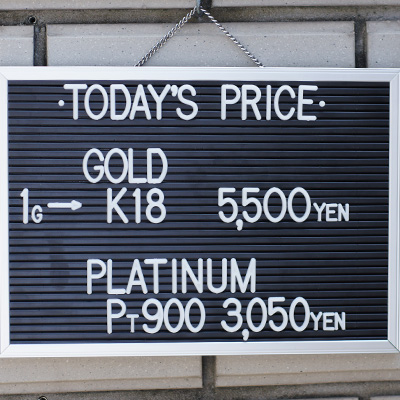 ·TODAY'S PRICE·
GOLD
1G→ K18 5,500YEN
PLATINUM
PT900 3,050YEN